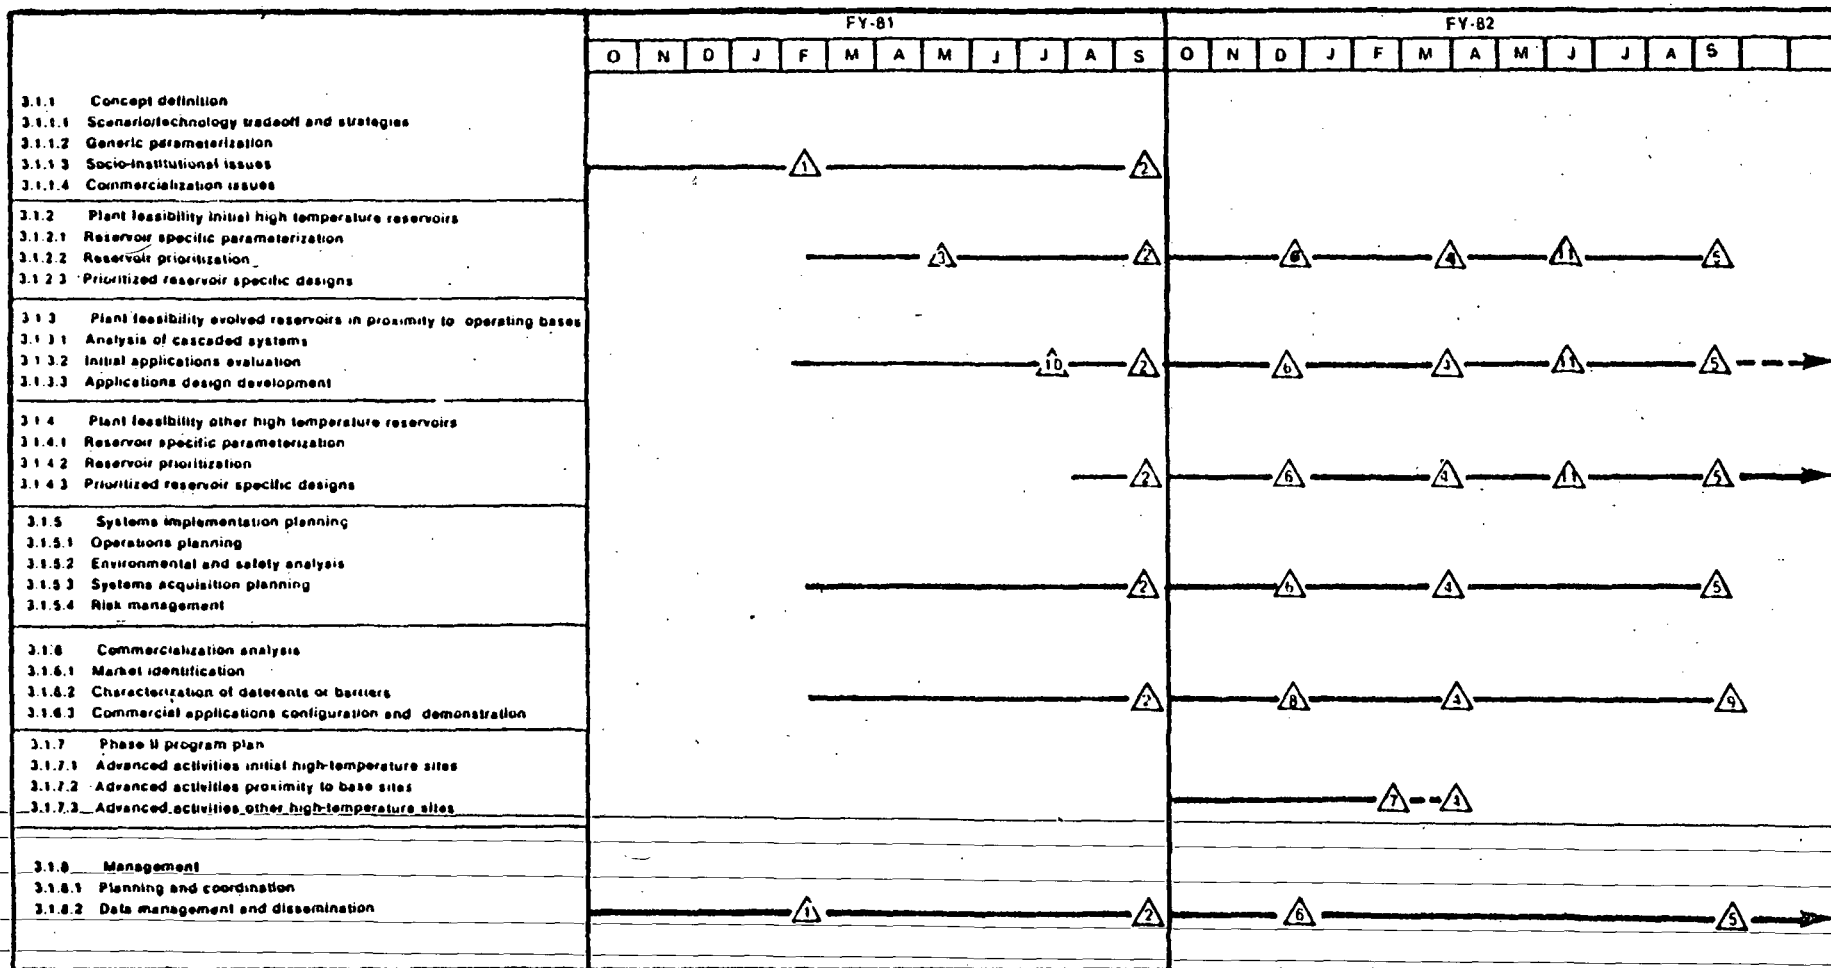 FY-81 FY-82
O N D J F M A M J J A S O N D J F M A M J J A S
3.1.1 Concept definition
3.1.1.1 Scenario/technology tradeoff and strategies
3.1.1.2 Generic parameterization
3.1.1 3 Socio-institutional issues
3.1.1.4 Commercialization issues
1 2
3.1.2 Plant feasibility initial high temperature reservoirs
3.1.2.1 Reservoir specific parameterization
3.1.2.2 Reservoir prioritization
3.1 2 3 Prioritized reservoir specific designs
3 2 6 4 11 5
3 1 3 Plant feasibility evolved reservoirs in proximity to operating bases
3 1 3 1 Analysis of cascaded systems
3 1 3.2 Initial applications evaluation
3.1.3.3 Applications design development
10 2 6 4 11 5
3 1 4 Plant feasibility other high temperature reservoirs
3 1.4.1 Reservoir specific parameterization
3 1 4 2 Reservoir prioritization
3 1 4 3 Prioritized reservoir specific designs
2 6 4 11 5
3.1.5 Systems implementation planning
3.1.5.1 Operations planning
3.1.5.2 Environmental and safety analysis
3.1.5 3 Systems acquisition planning
3.1.5.4 Risk management
2 6 4 5
3.1.6 Commercialization analysis
3.1.6.1 Market identification
3.1.6.2 Characterization of deterents or barriers
3.1.6.3 Commercial applications configuration and demonstration
2 8 4 9
3.1.7 Phase II program plan
3.1.7.1 Advanced activities initial high-temperature sites
3.1.7.2 Advanced activities proximity to base sites
3.1.7.3 Advanced activities other high-temperature sites
7 4
3.1.8 Management
3.1.8.1 Planning and coordination
3.1.8.2 Data management and dissemination
1 2 6 5